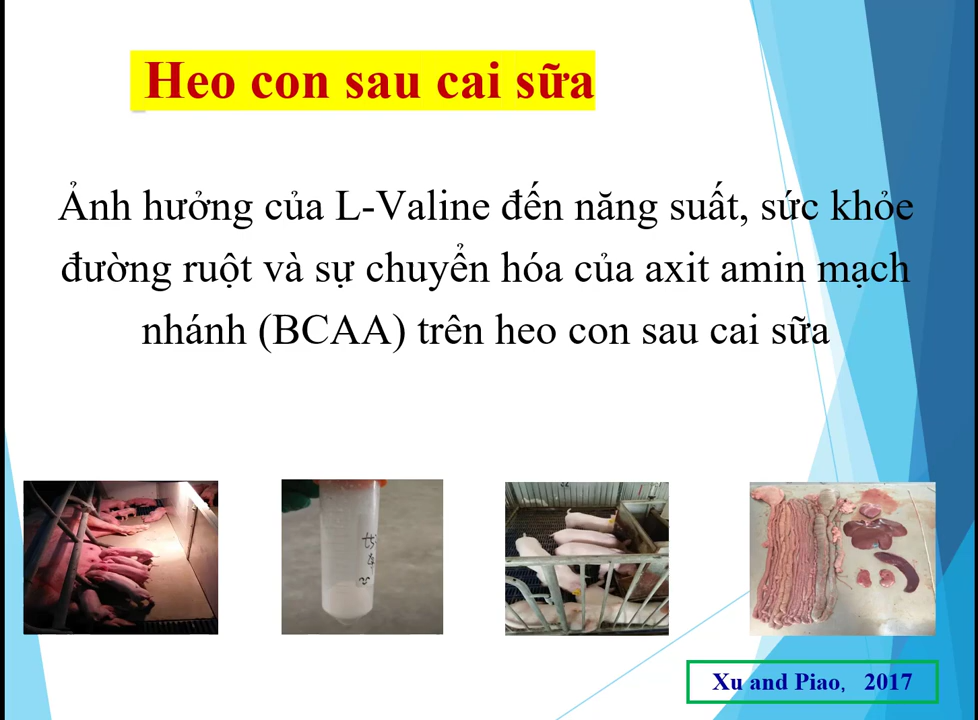 Heo con sau cai sữa
Ảnh hưởng của L-Valine đến năng suất, sức khỏe
đường ruột và sự chuyển hóa của axit amin mạch
nhánh (BCAA) trên heo con sau cai sữa
Xu and Piao, 2017